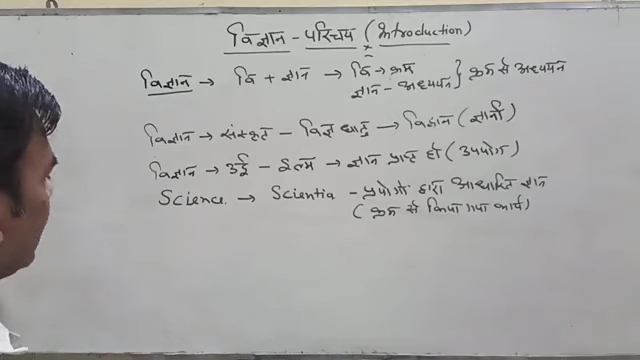 विज्ञान - परिचय (Introduction)
विज्ञान → वि + ज्ञान → वि → क्रम
ज्ञान - अध्ययन } क्रम से अध्ययन
विज्ञान → संस्कृत - विज्ञ धातु → विद्वान (ज्ञानी)
विज्ञान → उर्दू - इल्म → ज्ञान प्राप्त हो (उपयोग)
Science → Scientia - प्रयोगो द्वारा आधारित ज्ञान
(क्रम से किया गया कार्य)